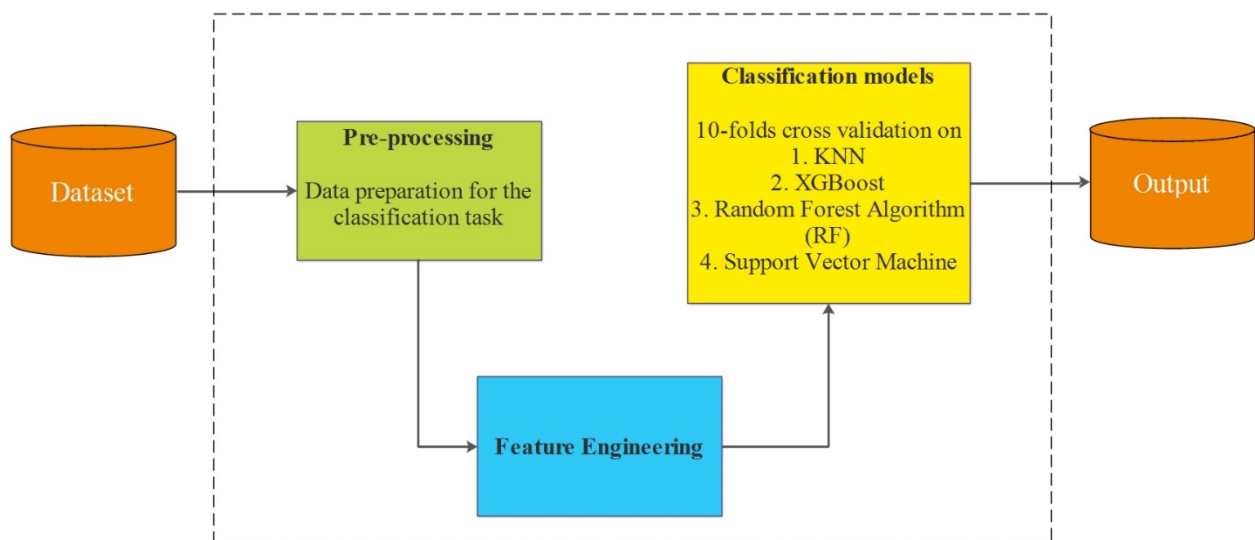 Dataset
Pre-processing
Data preparation for the
classification task
Feature Engineering
Classification models
10-folds cross validation on
1. KNN
2. XGBoost
3. Random Forest Algorithm
(RF)
4. Support Vector Machine
Output